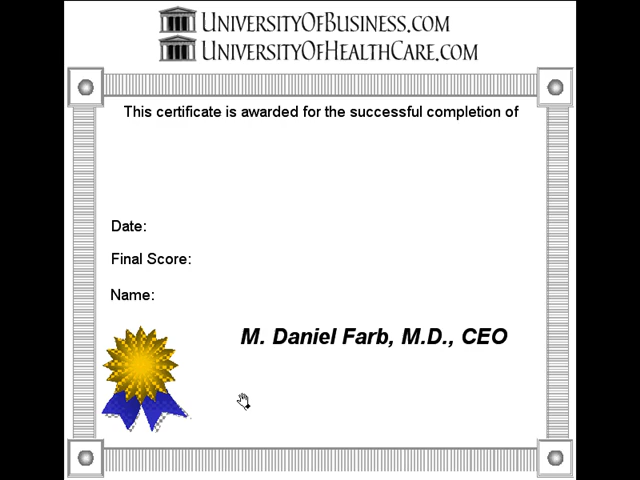 UNIVERSITYOFBUSINESS.COM
UNIVERSITYOFHEALTHCARE.COM
This certificate is awarded for the successful completion of
Date:
Final Score:
Name:
M. Daniel Farb, M.D., CEO